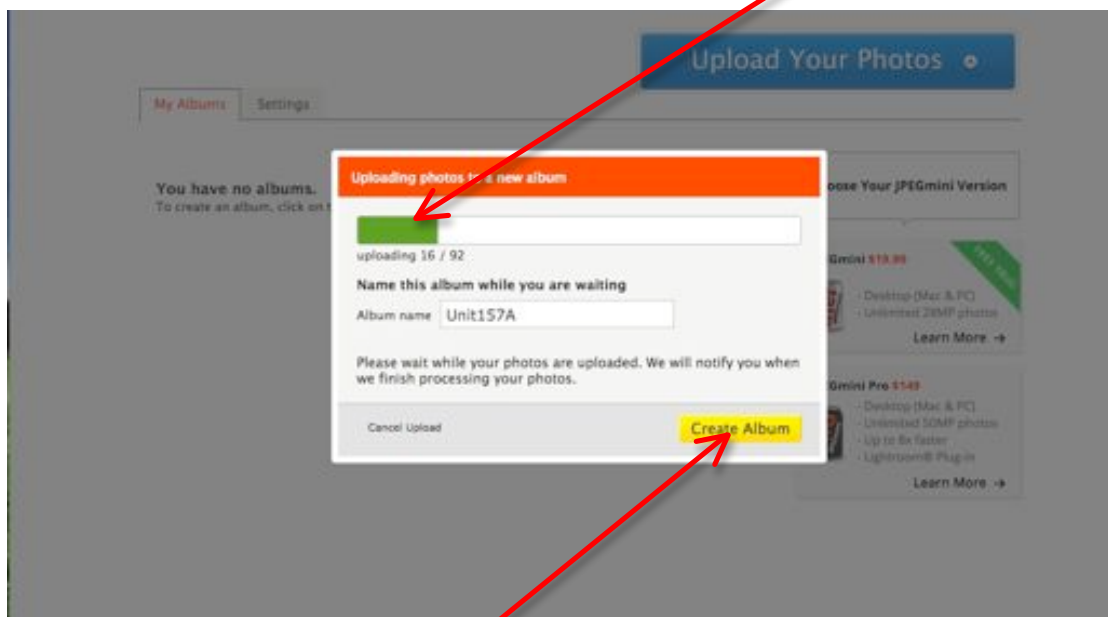 Upload Your Photos
My Albums
Settings
You have no albums.
To create an album, click on
Uploading photos to a new album
uploading 16 / 92
Name this album while you are waiting
Album name Unit157A
Please wait while your photos are uploaded. We will notify you when
we finish processing your photos.
Cancel Upload
Create Album
oose Your JPEGmini Version
Gmini $19.99
FREE TRIAL
- Desktop (Mac & PC)
- Unlimited 28MP photos
Learn More →
Gmini Pro $149
- Desktop (Mac & PC)
- Unlimited 50MP photos
- Up to 8x faster
- Lightroom® Plug-in
Learn More →